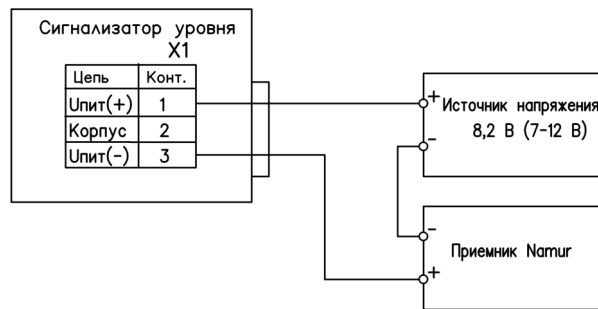 Сигнализатор уровня
X1
Цепь Конт.
Uпит(+) 1
Корпус 2
Uпит(-) 3
+ Источник напряжения
8,2 В (7-12 В)
-
-
Приемник Namur
+